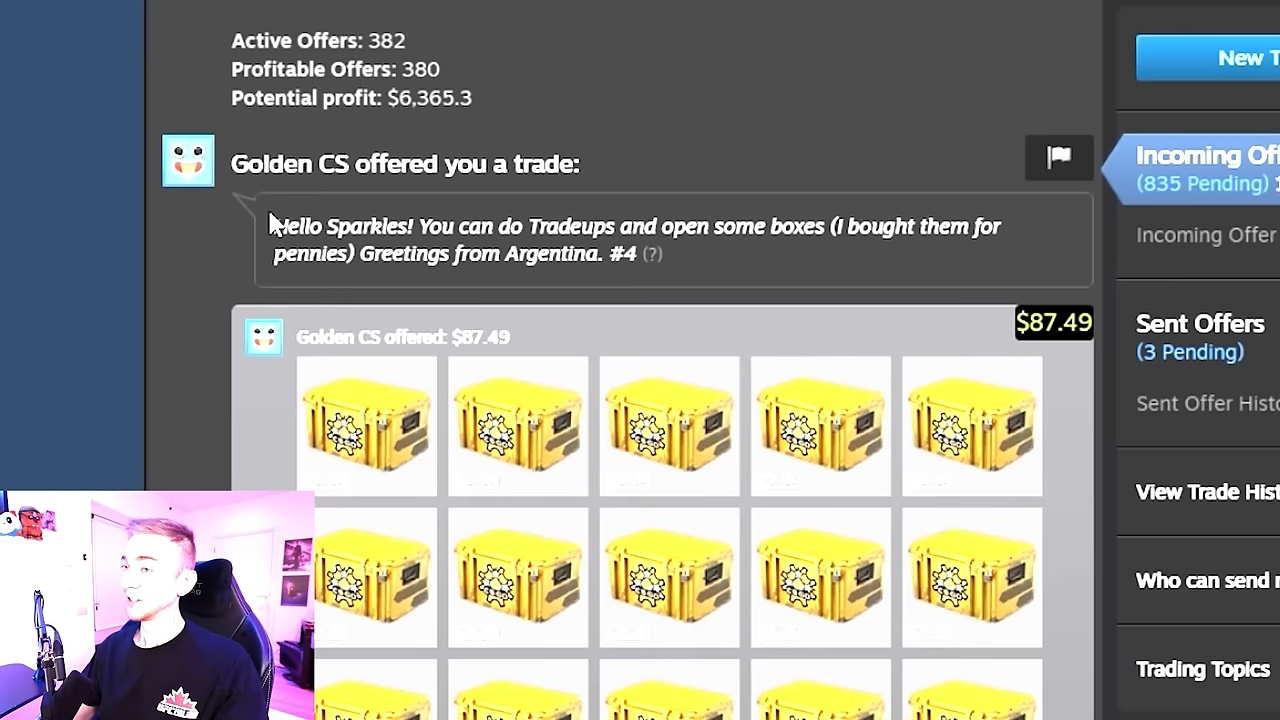 Active Offers: 382
Profitable Offers: 380
Potential profit: $6,365.3
New T
Golden CS offered you a trade:
Incoming Off
(835 Pending)
Hello Sparkles! You can do Tradeups and open some boxes (I bought them for
pennies) Greetings from Argentina. #4 (?)
Incoming Offer
Golden CS offered: $87.49
$87.49
Sent Offers
(3 Pending)
Sent Offer Histo
View Trade Hist
Who can send
Trading Topics